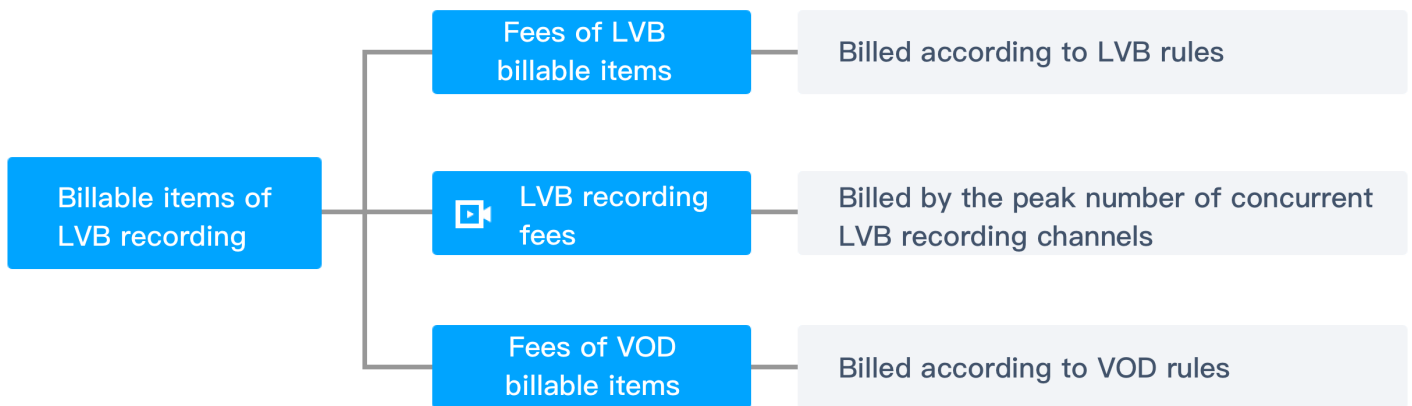 Fees of LVB
billable items
Billed according to LVB rules
Billable items of
LVB recording
LVB recording
fees
Billed by the peak number of concurrent
LVB recording channels
Fees of VOD
billable items
Billed according to VOD rules